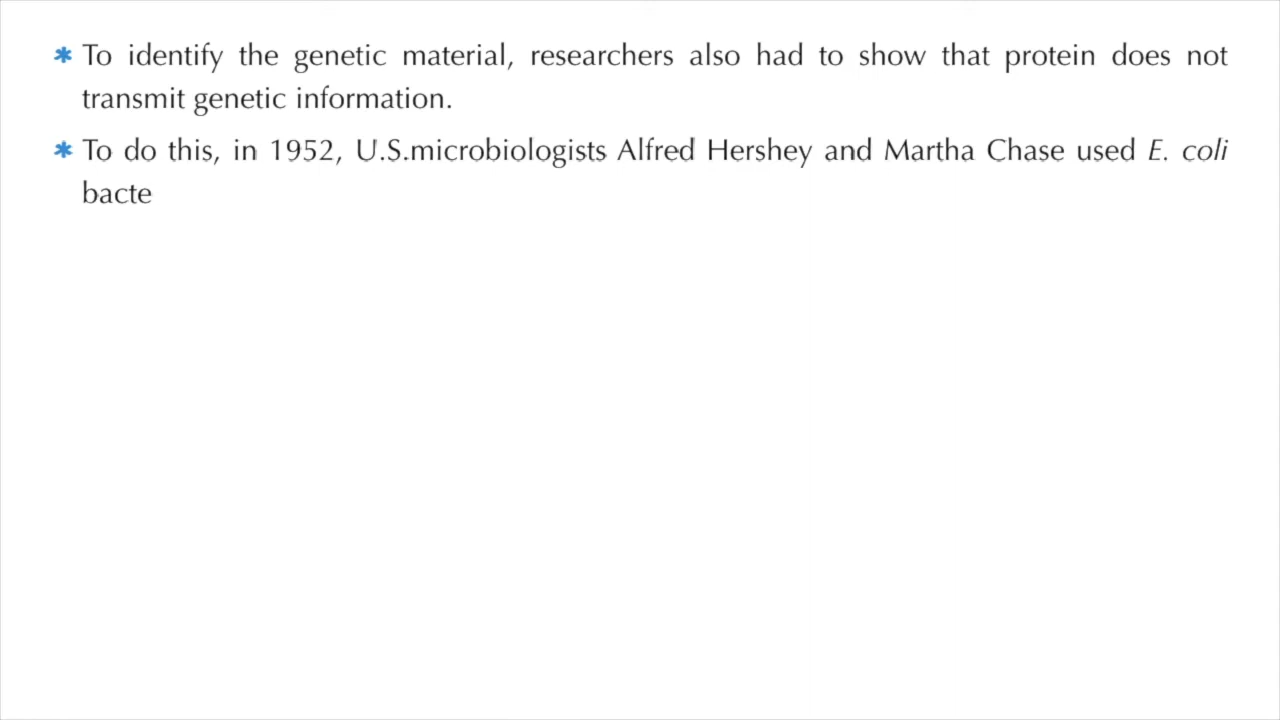 * To identify the genetic material, researchers also had to show that protein does not
transmit genetic information.
* To do this, in 1952, U.S.microbiologists Alfred Hershey and Martha Chase used E. coli
bacte